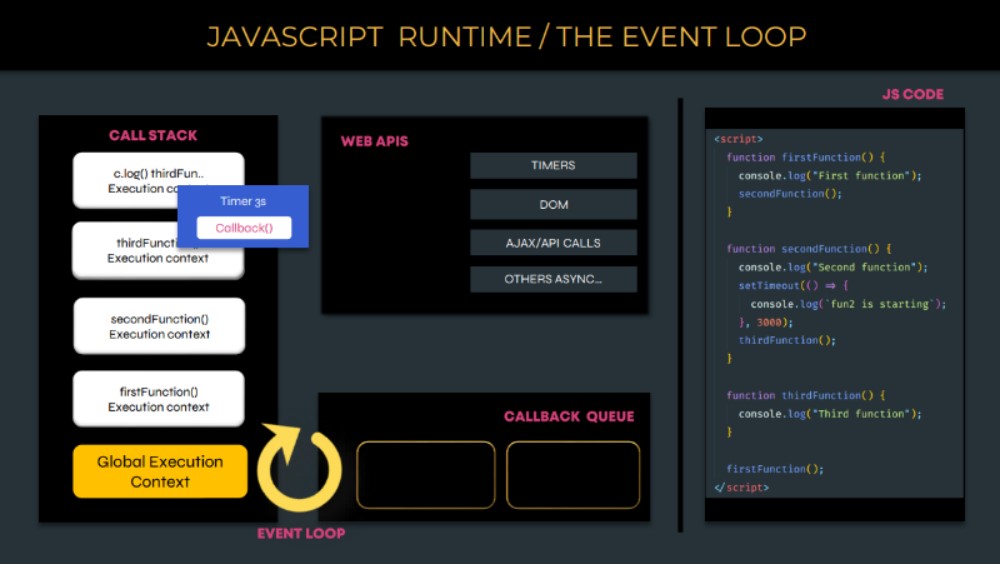 JAVASCRIPT RUNTIME / THE EVENT LOOP
CALL STACK
c.log() thirdFun..
Execution
Timer 3s
Callback()
Execution context
secondFunction()
Execution context
firstFunction()
Execution context
Global Execution
Context
EVENT LOOP
WEB APIS
TIMERS
DOM
AJAX/API CALLS
OTHERS ASYNC...
CALLBACK QUEUE
JS CODE
<script>
function firstFunction() {
console.log("First function");
secondFunction();
}
function secondFunction() {
console.log("Second function");
setTimeout(() => {
console.log(`fun2 is starting`);
}, 3000);
thirdFunction();
}
function thirdFunction() {
console.log("Third function");
}
firstFunction();
</script>